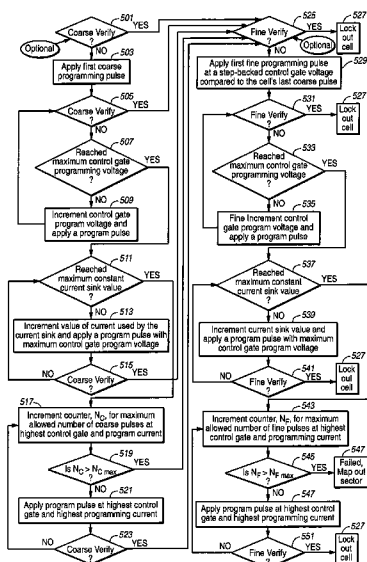 501
Coarse Verify
?
YES
Optional
NO
503
Apply first coarse
programming pulse
505
Coarse Verify
?
YES
NO
507
Reached
maximum control gate
programming voltage
?
YES
NO
509
Increment control gate
program voltage and
apply a program pulse
511
Reached
maximum constant
current sink value
?
YES
NO
513
Increment value of current used by the
current sink and apply a program pulse with
maximum control gate program voltage
515
NO
Coarse Verify
?
YES
517
Increment counter, NC, for maximum
allowed number of coarse pulses at
highest control gate and program current
519
Is NC > NC max
?
YES
NO
521
Apply program pulse at highest control
gate and highest programming current
523
NO
Coarse Verify
?
YES
525
Fine Verify
?
YES
527
Lock
out
cell
Optional
NO
529
Apply first fine programming pulse
at a step-backed control gate voltage
compared to the cell's last coarse pulse
531
Fine Verify
?
YES
527
Lock
out
cell
NO
533
Reached
maximum control gate
programming voltage
?
YES
NO
535
Fine Increment control
gate program voltage and
apply a program pulse
537
Reached
maximum constant
current sink value
?
YES
NO
539
Increment current sink value and
apply a program pulse with maximum
control gate program voltage
541
NO
Fine Verify
?
YES
527
Lock
out
cell
543
Increment counter, NF, for maximum
allowed number of fine pulses at highest
control gate and programming current
545
Is NF > NF max
?
YES
547
Failed,
Map out
sector
NO
547
Apply program pulse at highest control
gate and highest programming current
551
NO
Fine Verify
?
YES
527
Lock
out
cell